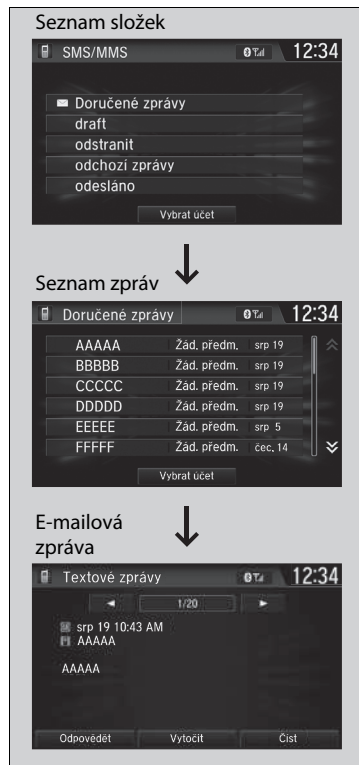 Seznam složek
SMS/MMS 12:34
Doručené zprávy
draft
odstranit
odchozí zprávy
odesláno
Vybrat účet
Seznam zpráv
Doručené zprávy 12:34
AAAAA Žád. předm. srp 19
BBBBB Žád. předm. srp 19
CCCCC Žád. předm. srp 19
DDDDD Žád. předm. srp 19
EEEEE Žád. předm. srp 5
FFFFF Žád. předm. čec. 14
Vybrat účet
E-mailová
zpráva
Textové zprávy 12:34
1/20
srp 19 10:43 AM
AAAAA
AAAAA
Odpovědět Vytočit Číst